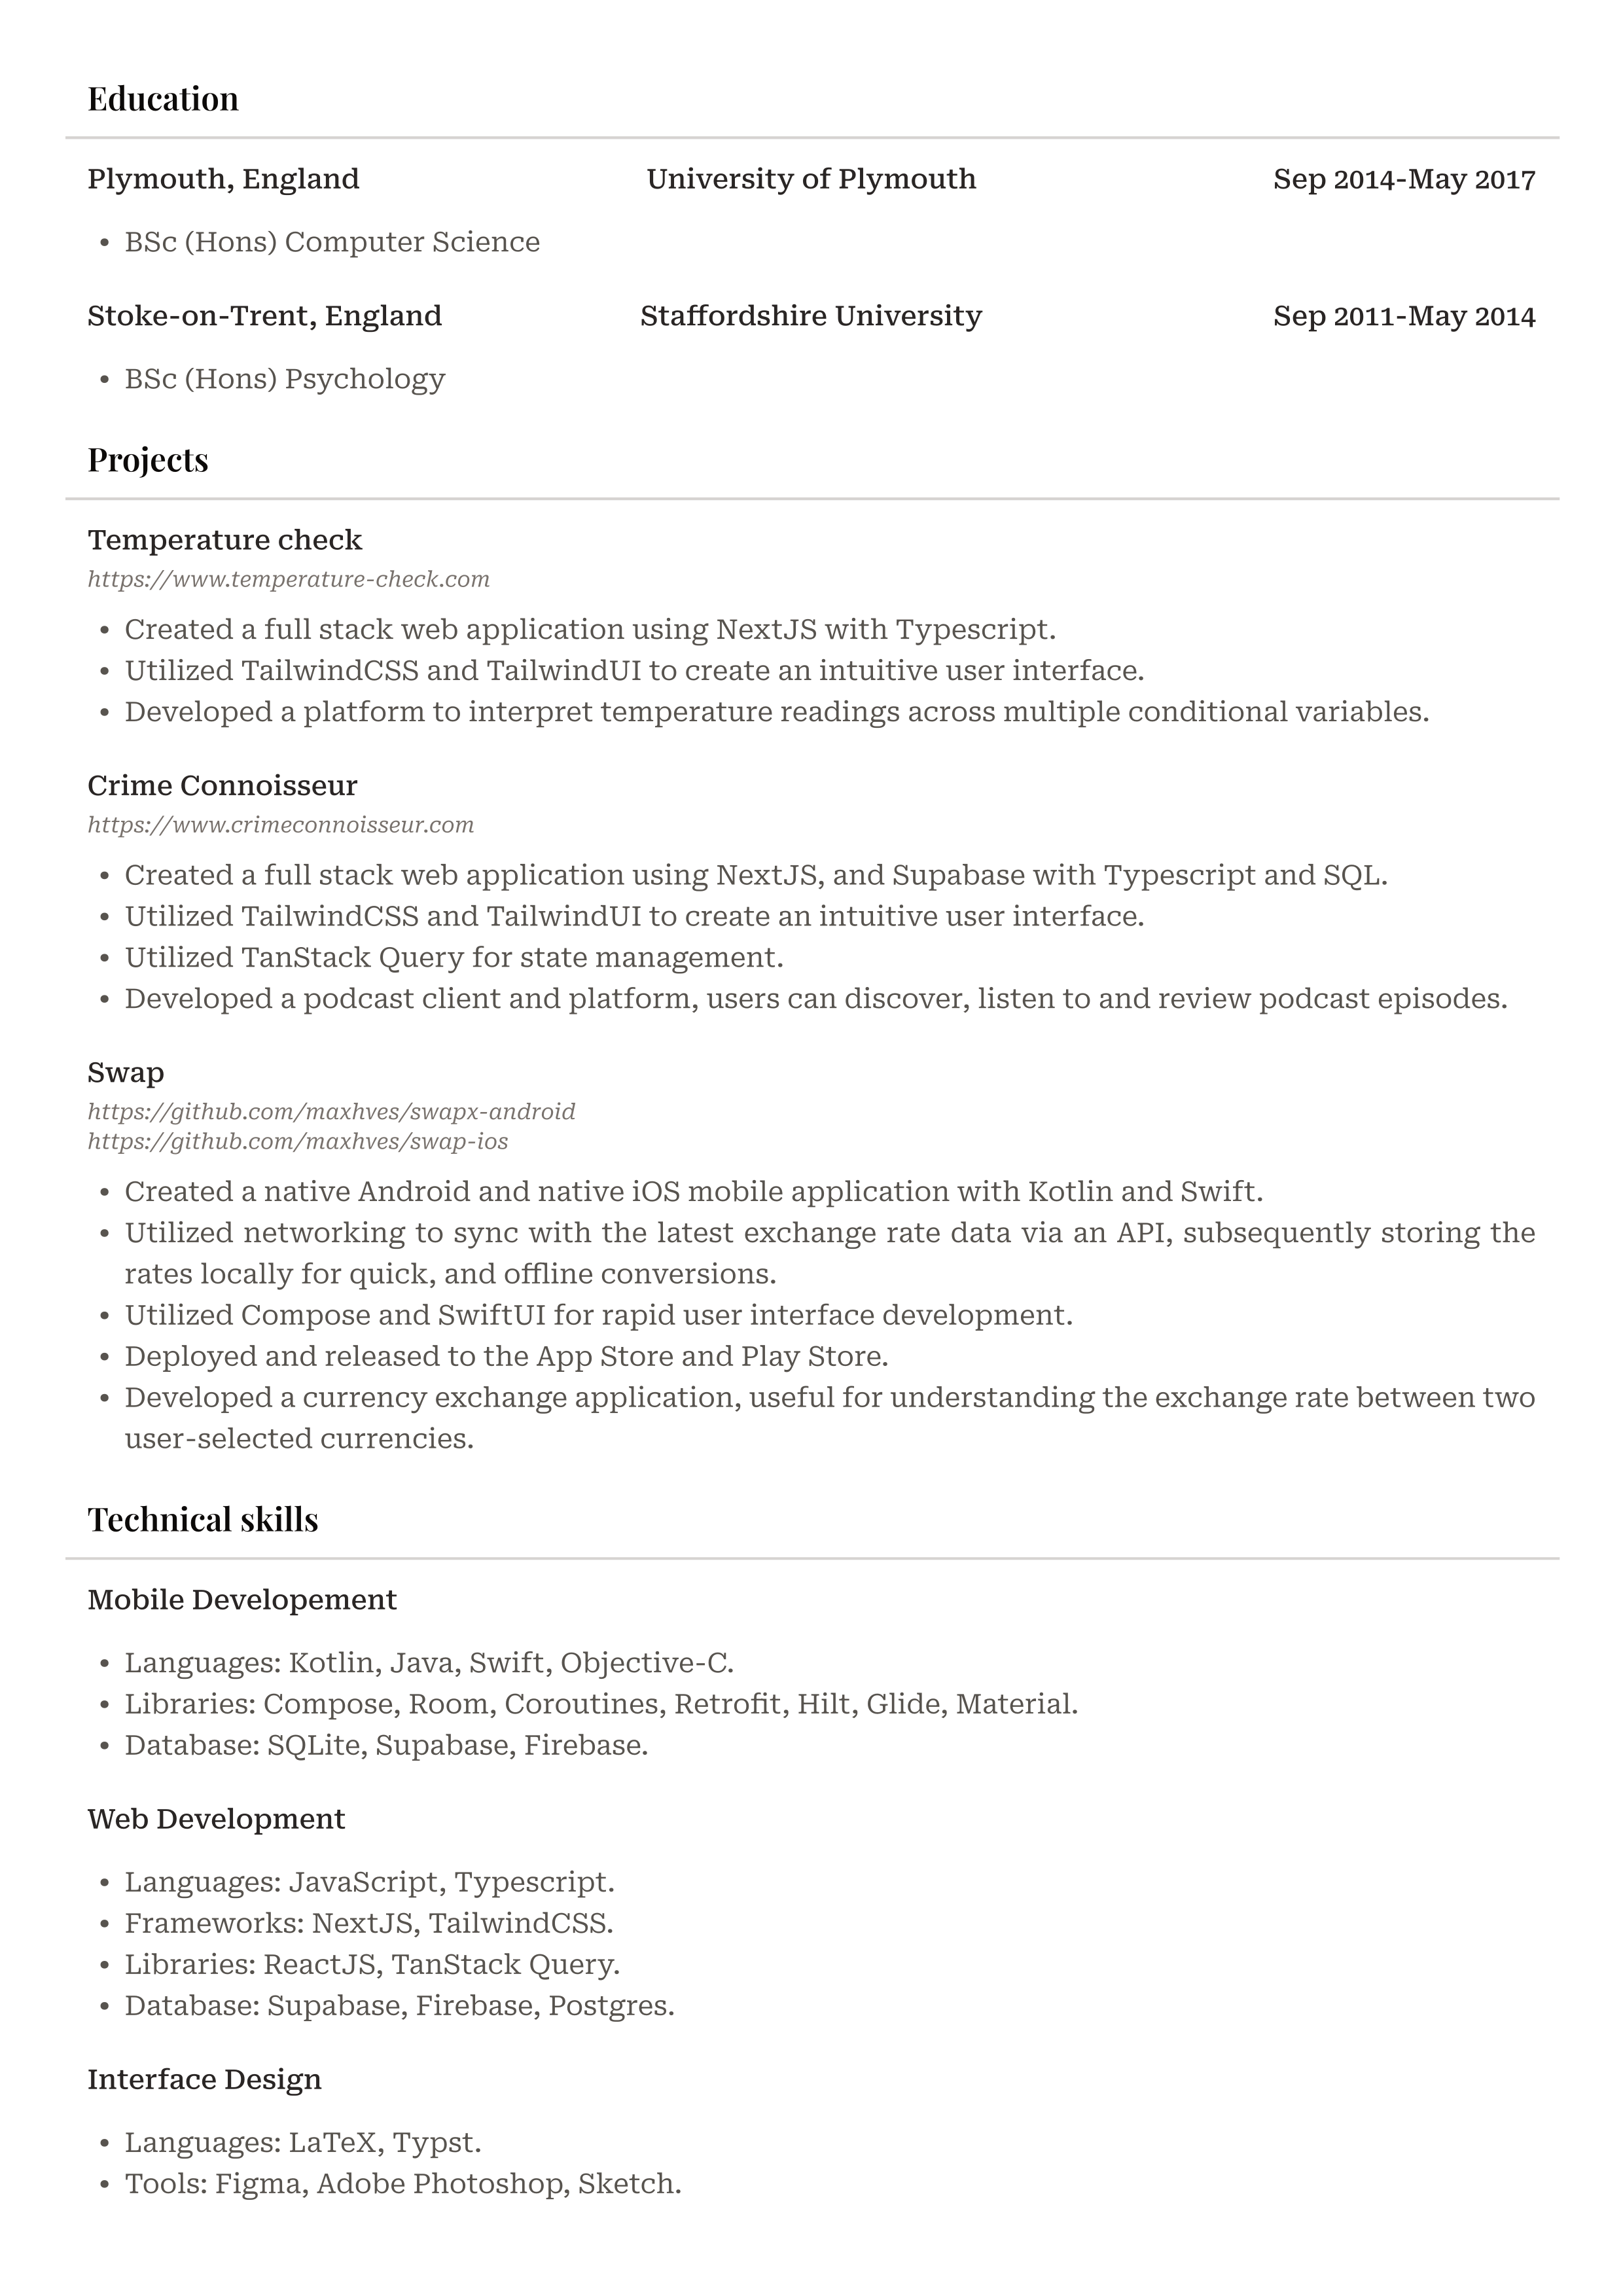 Education
Plymouth, England University of Plymouth Sep 2014-May 2017
• BSc (Hons) Computer Science
Stoke-on-Trent, England Staffordshire University Sep 2011-May 2014
• BSc (Hons) Psychology
Projects
Temperature check
https://www.temperature-check.com
• Created a full stack web application using NextJS with Typescript.
• Utilized TailwindCSS and TailwindUI to create an intuitive user interface.
• Developed a platform to interpret temperature readings across multiple conditional variables.
Crime Connoisseur
https://www.crimeconnoisseur.com
• Created a full stack web application using NextJS, and Supabase with Typescript and SQL.
• Utilized TailwindCSS and TailwindUI to create an intuitive user interface.
• Utilized TanStack Query for state management.
• Developed a podcast client and platform, users can discover, listen to and review podcast episodes.
Swap
https://github.com/maxhves/swapx-android
https://github.com/maxhves/swap-ios
• Created a native Android and native iOS mobile application with Kotlin and Swift.
• Utilized networking to sync with the latest exchange rate data via an API, subsequently storing the
rates locally for quick, and offline conversions.
• Utilized Compose and SwiftUI for rapid user interface development.
• Deployed and released to the App Store and Play Store.
• Developed a currency exchange application, useful for understanding the exchange rate between two
user-selected currencies.
Technical skills
Mobile Developement
• Languages: Kotlin, Java, Swift, Objective-C.
• Libraries: Compose, Room, Coroutines, Retrofit, Hilt, Glide, Material.
• Database: SQLite, Supabase, Firebase.
Web Development
• Languages: JavaScript, Typescript.
• Frameworks: NextJS, TailwindCSS.
• Libraries: ReactJS, TanStack Query.
• Database: Supabase, Firebase, Postgres.
Interface Design
• Languages: LaTeX, Typst.
• Tools: Figma, Adobe Photoshop, Sketch.